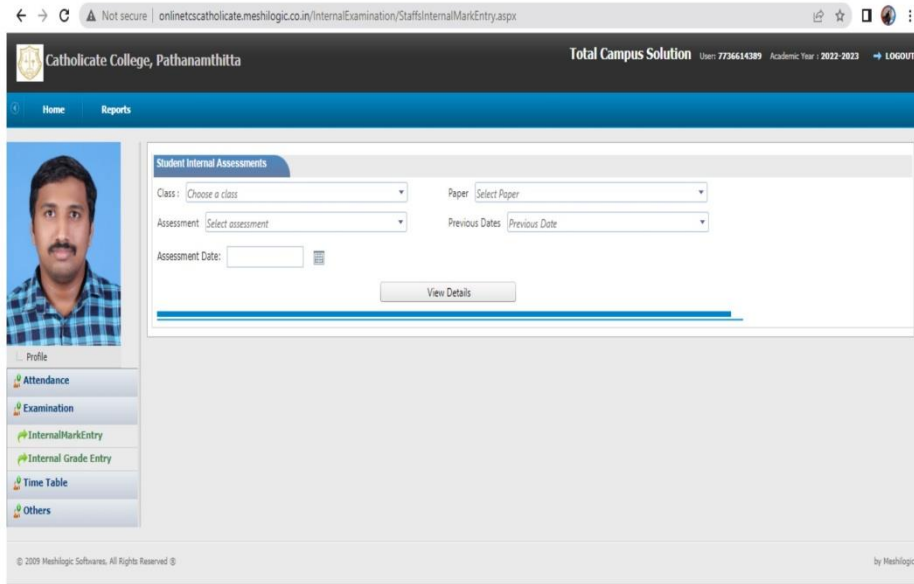 Not secure | onlinetcscatholicate.meshilogic.co.in/InternalExamination/StaffsInternalMarkEntry.aspx
Catholicate College, Pathanamthitta
Total Campus Solution User: 7736614389 Academic Year : 2022-2023 LOGOUT
Home Reports
Student Internal Assessments
Class : Choose a class Paper Select Paper
Assessment Select assessment Previous Dates Previous Date
Assessment Date:
View Details
Profile
Attendance
Examination
InternalMarkEntry
Internal Grade Entry
Time Table
Others
© 2009 Meshilogic Softwares, All Rights Reserved ® by Meshilogic